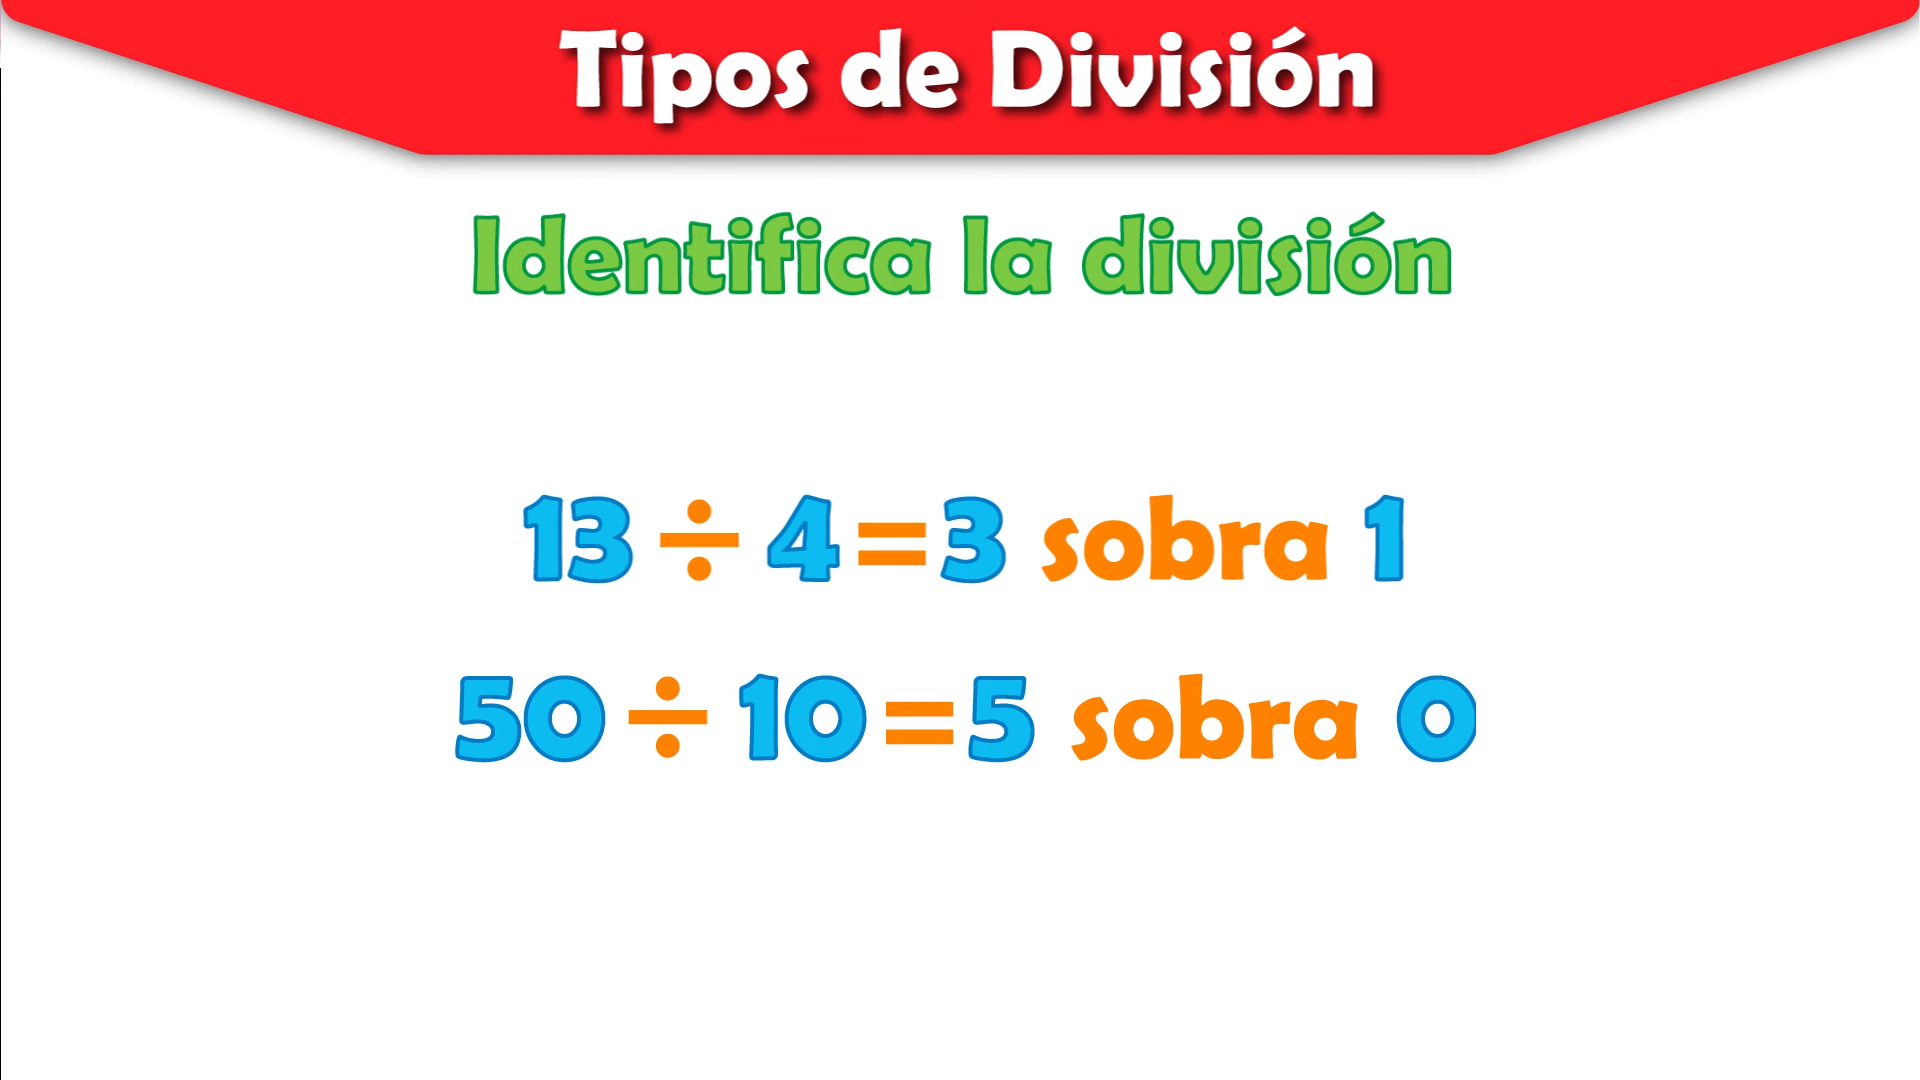 Tipos de División
Identifica la división
13 ÷ 4 = 3 sobra 1
50 ÷ 10 = 5 sobra 0